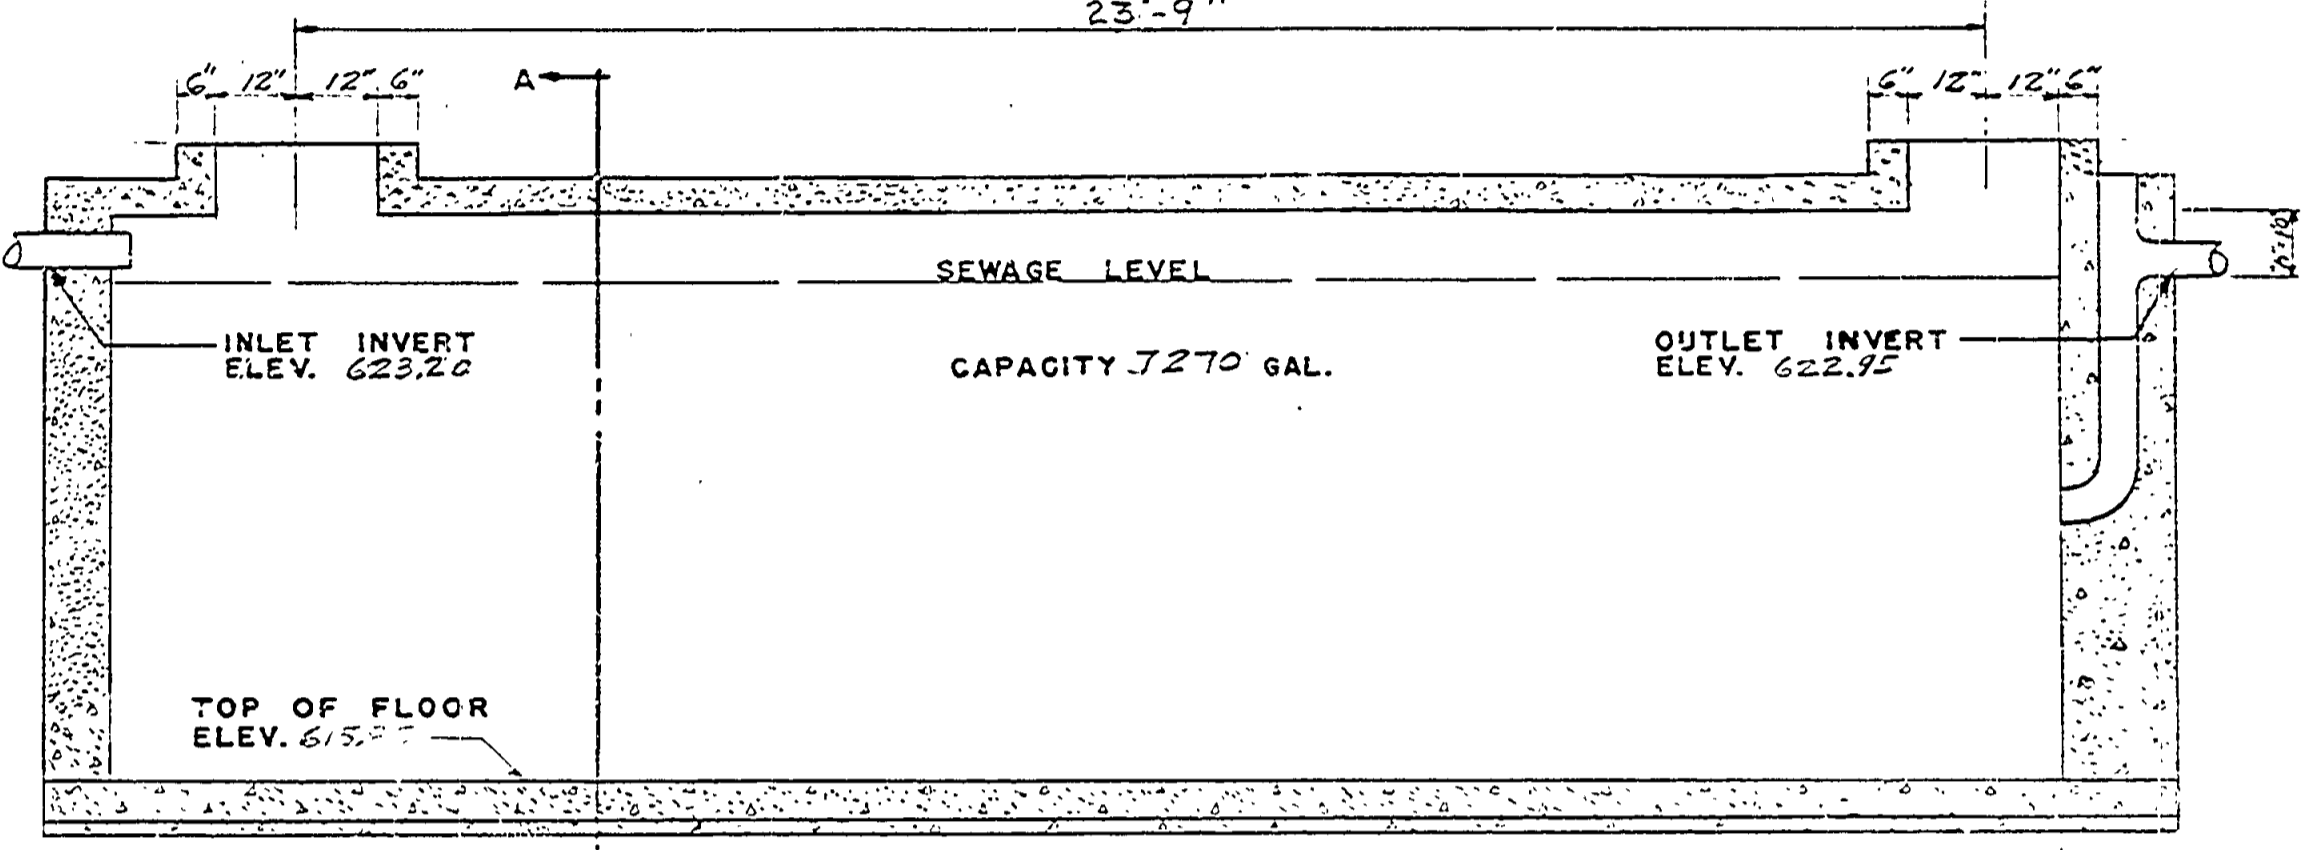 23'-9"
6" 12" 12" 6"
A
6" 12" 12" 6"
SEWAGE LEVEL
INLET INVERT
ELEV. 623.20
CAPACITY 7270 GAL.
OUTLET INVERT
ELEV. 622.95
TOP OF FLOOR
ELEV.